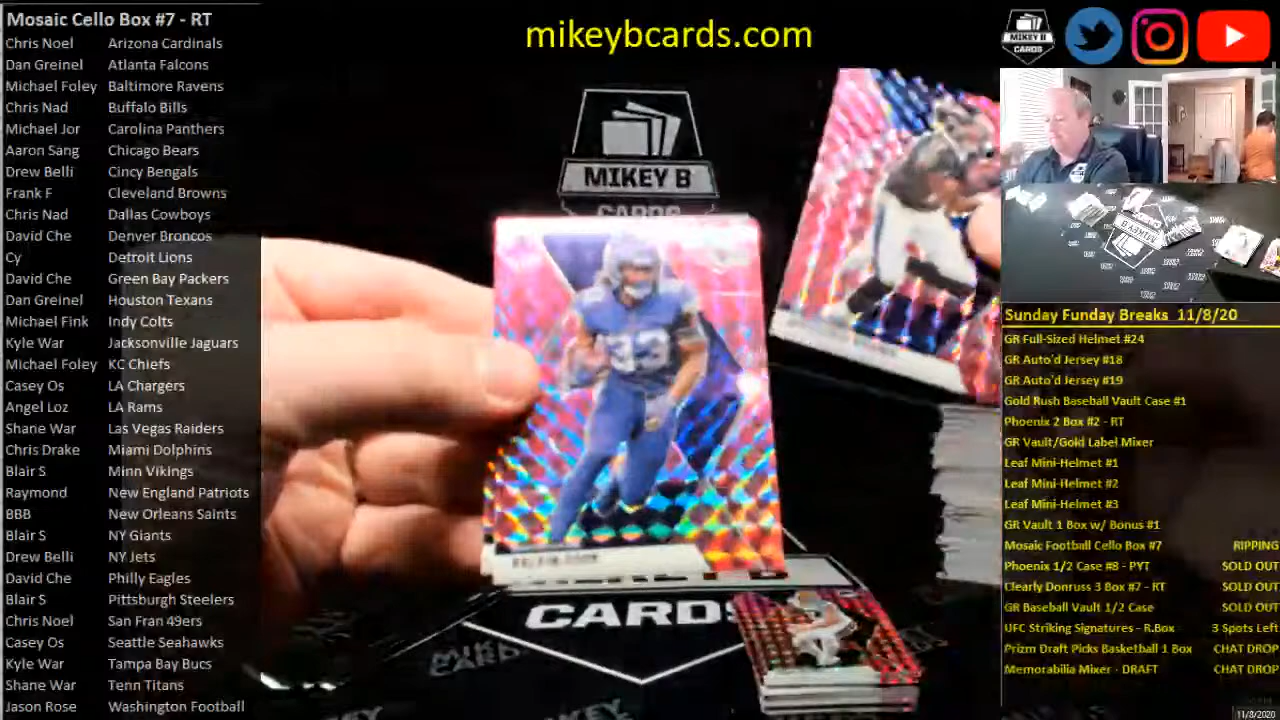 Mosaic Cello Box #7 - RT
Chris Noel Arizona Cardinals
Dan Greinel Atlanta Falcons
Michael Foley Baltimore Ravens
Chris Nad Buffalo Bills
Michael Jor Carolina Panthers
Aaron Sang Chicago Bears
Drew Belli Cincy Bengals
Frank F Cleveland Browns
Chris Nad Dallas Cowboys
David Che Denver Broncos
Cy Detroit Lions
David Che Green Bay Packers
Dan Greinel Houston Texans
Michael Fink Indy Colts
Kyle War Jacksonville Jaguars
Michael Foley KC Chiefs
Casey Os LA Chargers
Angel Loz LA Rams
Shane War Las Vegas Raiders
Chris Drake Miami Dolphins
Blair S Minn Vikings
Raymond New England Patriots
BBB New Orleans Saints
Blair S NY Giants
Drew Belli NY Jets
David Che Philly Eagles
Blair S Pittsburgh Steelers
Chris Noel San Fran 49ers
Casey Os Seattle Seahawks
Kyle War Tampa Bay Bucs
Shane War Tenn Titans
Jason Rose Washington Football
mikeybcards.com
MIKEY B
CARDS
33
CARDS
MIKEY B
CARDS
MIKEY B
Sunday Funday Breaks 11/8/20
GR Full-Sized Helmet #24
GR Auto'd Jersey #18
GR Auto'd Jersey #19
Gold Rush Baseball Vault Case #1
Phoenix 2 Box #2 - RT
GR Vault/Gold Label Mixer
Leaf Mini-Helmet #1
Leaf Mini-Helmet #2
Leaf Mini-Helmet #3
GR Vault 1 Box w/ Bonus #1
Mosaic Football Cello Box #7 RIPPING
Phoenix 1/2 Case #8 - PYT SOLD OUT
Clearly Donruss 3 Box #7 - RT SOLD OUT
GR Baseball Vault 1/2 Case SOLD OUT
UFC Striking Signatures - R.Box 3 Spots Left
Prizm Draft Picks Basketball 1 Box CHAT DROP
Memorabilia Mixer - DRAFT CHAT DROP
11/8/2020